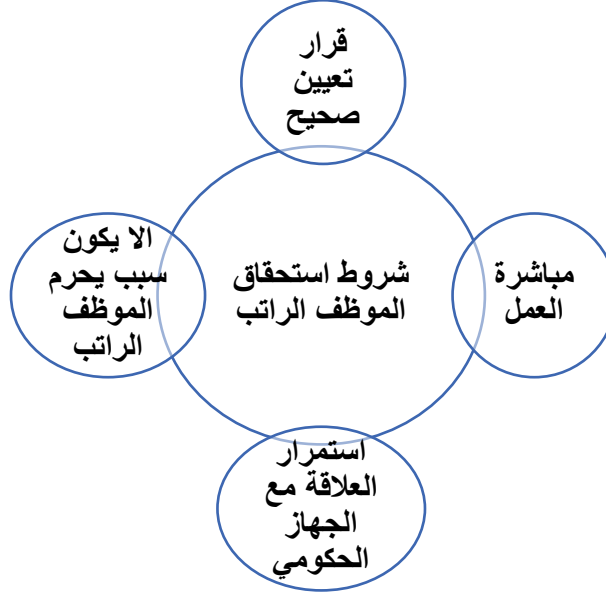 قرار
تعيين
صحيح
مباشرة
العمل
استمرار
العلاقة مع
الجهاز
الحكومي
الا يكون
سبب يحرم
الموظف
الراتب
شروط استحقاق
الموظف الراتب